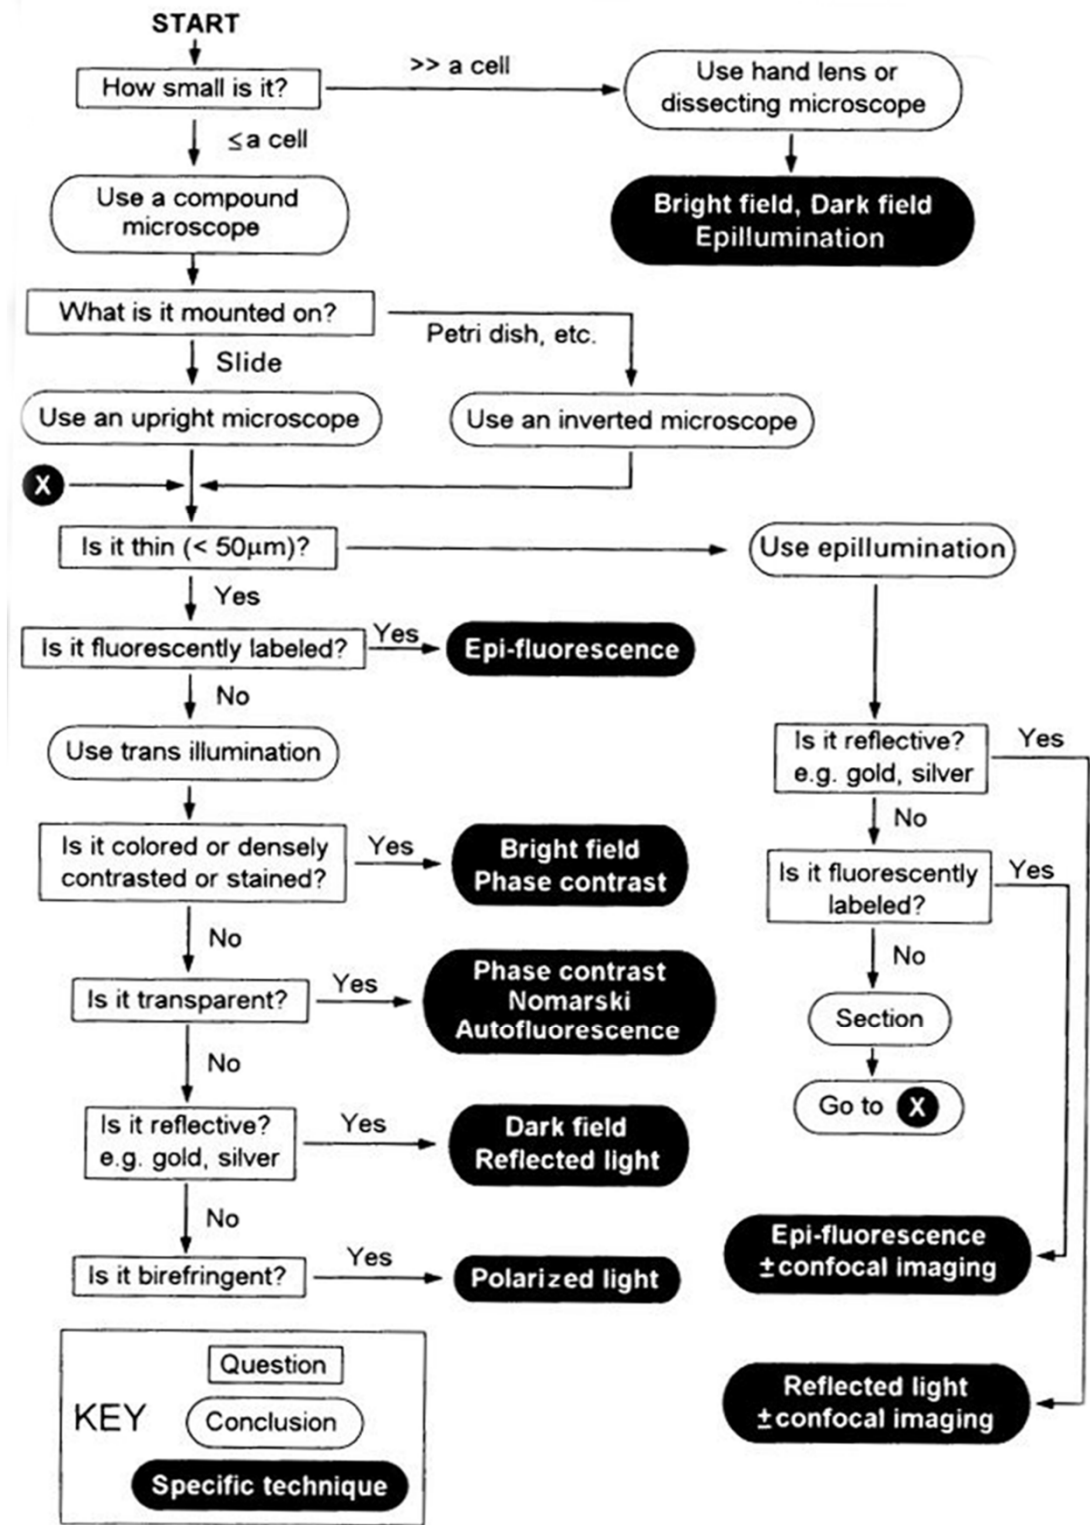 START
How small is it?
>> a cell
Use hand lens or
dissecting microscope
≤ a cell
Use a compound
microscope
Bright field, Dark field
Epillumination
What is it mounted on?
Petri dish, etc.
Slide
Use an upright microscope
Use an inverted microscope
X
Is it thin (< 50μm)?
Use epillumination
Yes
Is it fluorescently labeled?
Yes
Epi-fluorescence
No
Use trans illumination
Is it reflective?
e.g. gold, silver
Yes
No
Is it colored or densely
contrasted or stained?
Yes
Bright field
Phase contrast
Is it fluorescently
labeled?
Yes
No
No
Is it transparent?
Yes
Phase contrast
Nomarski
Autofluorescence
Section
No
Go to X
Is it reflective?
e.g. gold, silver
Yes
Dark field
Reflected light
No
Epi-fluorescence
±confocal imaging
Is it birefringent?
Yes
Polarized light
Reflected light
±confocal imaging
KEY
Question
Conclusion
Specific technique